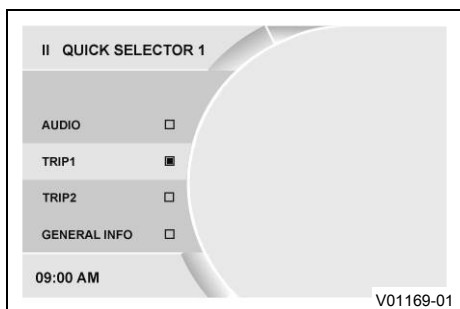 II QUICK SELECTOR 1
AUDIO
TRIP1
TRIP2
GENERAL INFO
09:00 AM
V01169-01